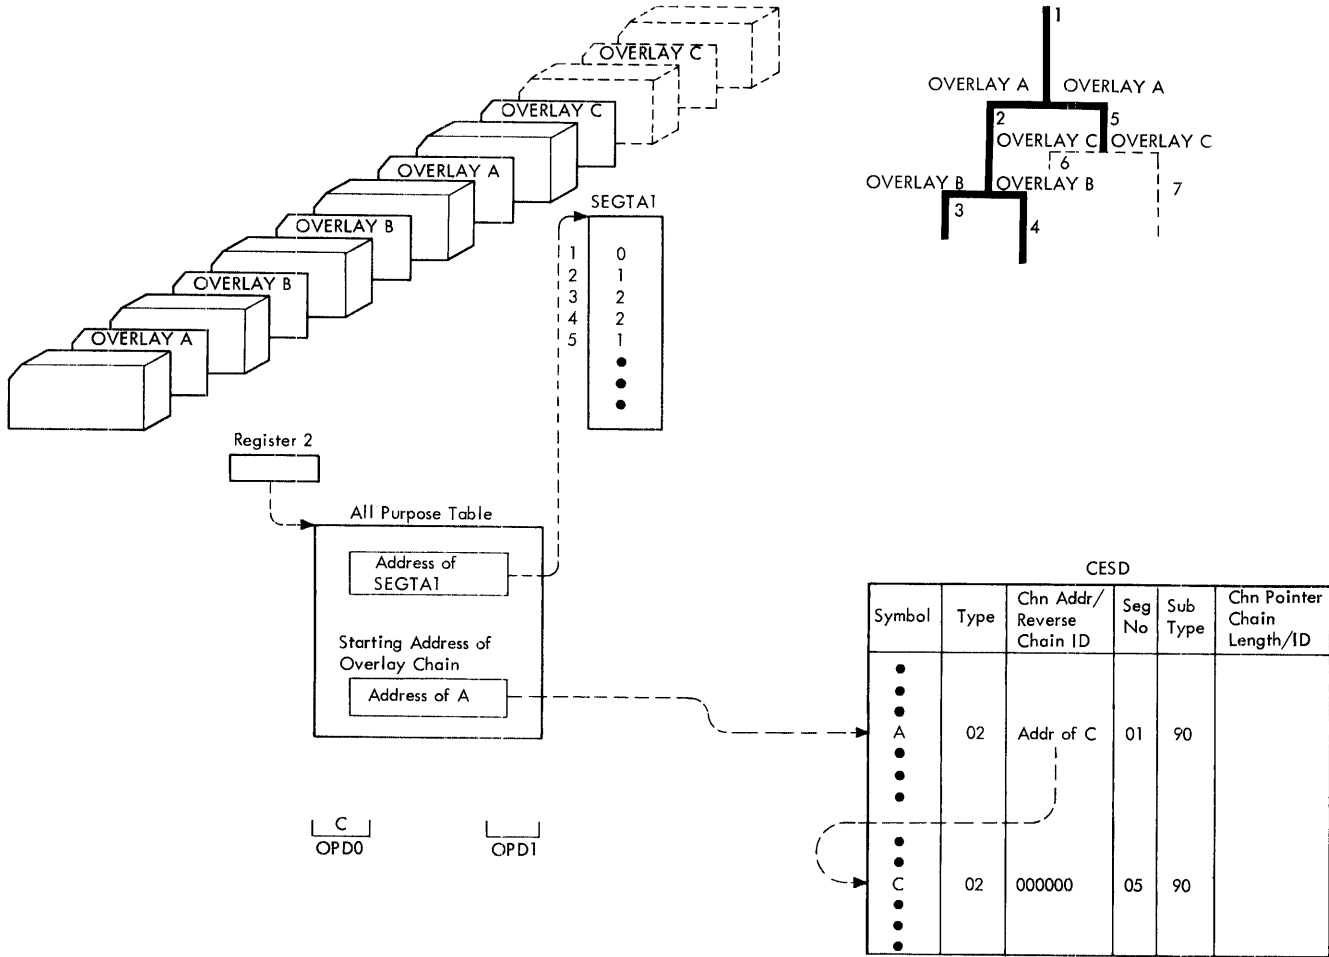 OVERLAY C
OVERLAY C
OVERLAY A
OVERLAY B
OVERLAY B
OVERLAY A
1
OVERLAY A OVERLAY A
2 5
OVERLAY C OVERLAY C
6
OVERLAY B OVERLAY B 7
3 4
SEGTA1
1 0
2 1
3 2
4 2
5 1
Register 2
All Purpose Table
Address of
SEGTA1
Starting Address of
Overlay Chain
Address of A
C
OPD0 OPD1
CESD
Symbol Type Chn Addr/ Reverse Chain ID Seg No Sub Type Chn Pointer Chain Length/ID
A 02 Addr of C 01 90
C 02 000000 05 90